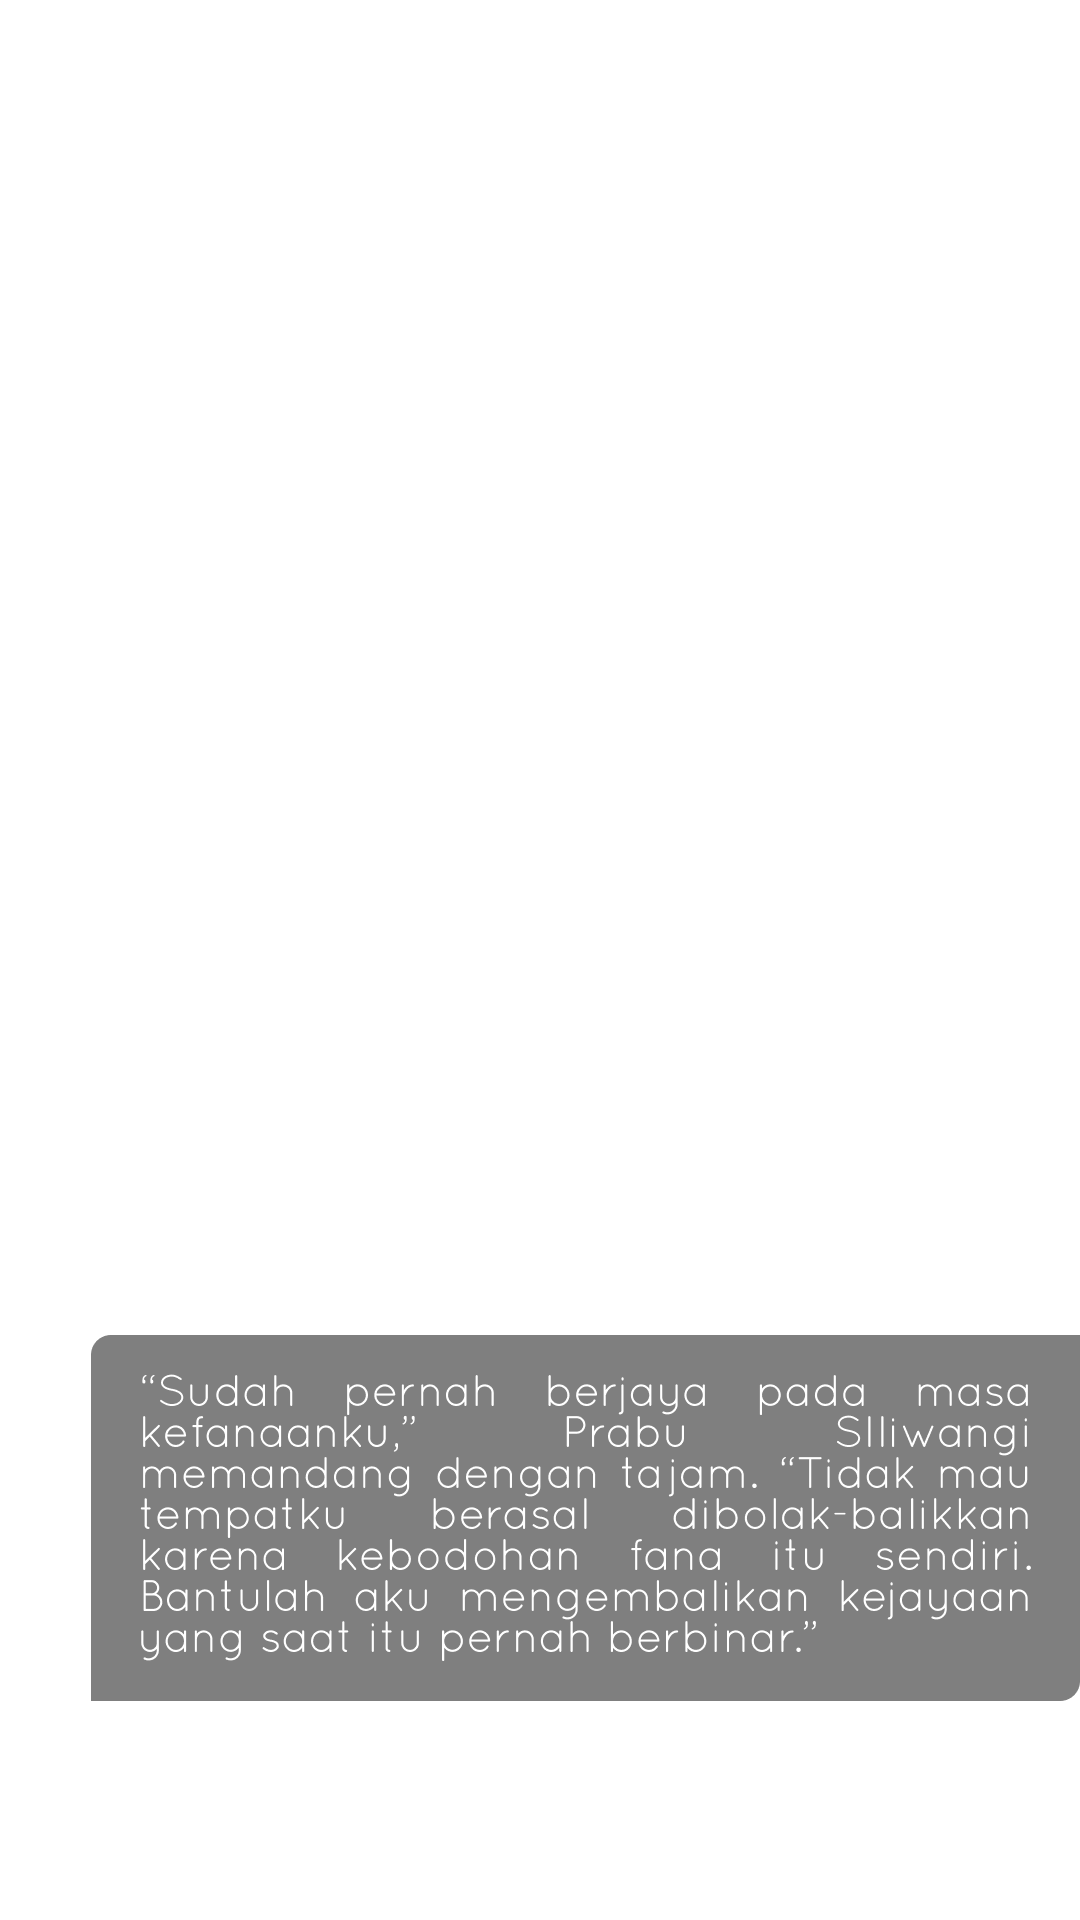 “Sudah pernah berjaya pada masa
kefanaanku,” Prabu SIliwangi
memandang dengan tajam. “Tidak mau
tempatku berasal dibolak-balikkan
karena kebodohan fana itu sendiri.
Bantulah aku mengembalikan kejayaan
yang saat itu pernah berbinar.”